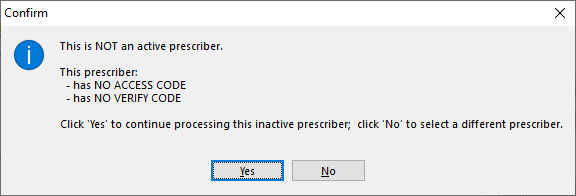 Confirm
This is NOT an active prescriber.
This prescriber:
- has NO ACCESS CODE
- has NO VERIFY CODE
Click 'Yes' to continue processing this inactive prescriber;  click 'No' to select a different prescriber.
Yes
No